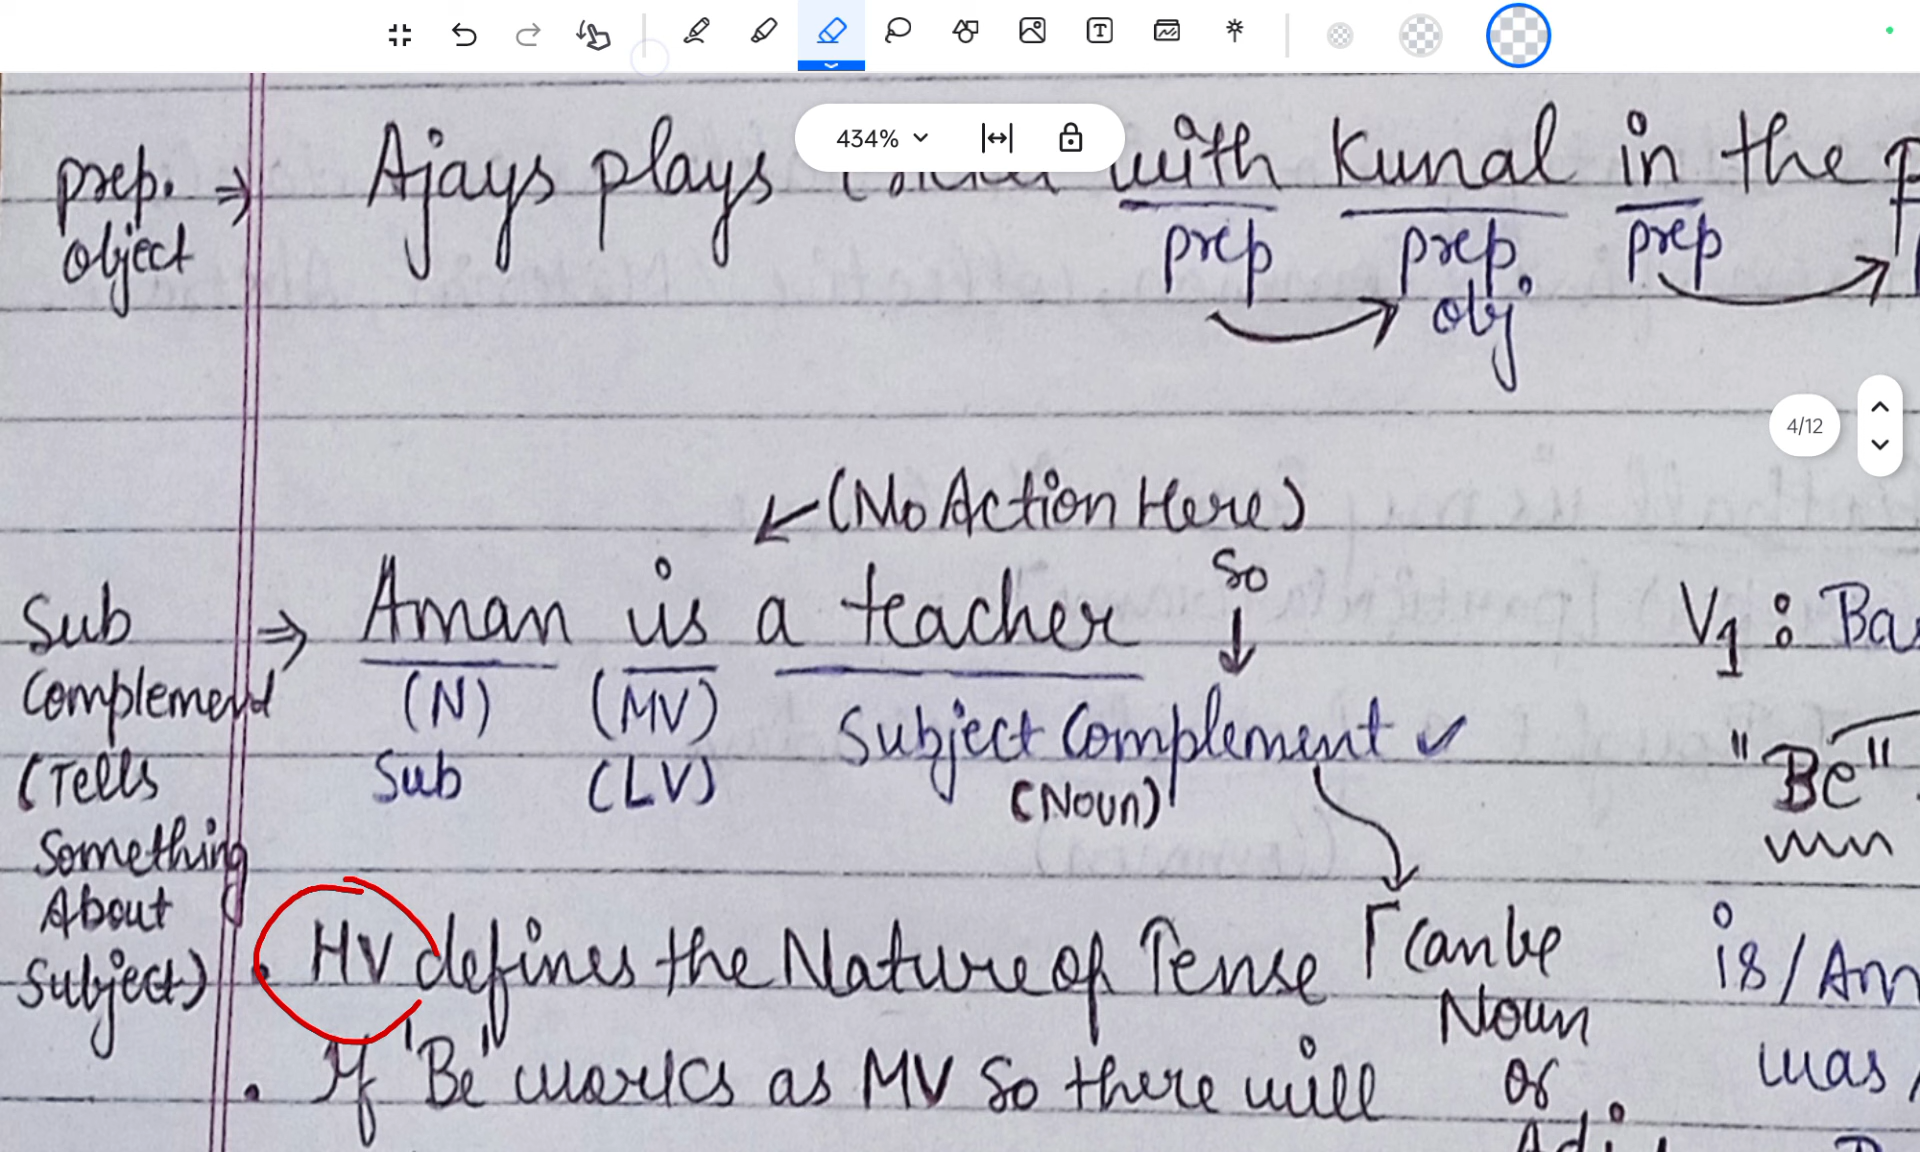 434%
prep. ⇒ Ajays plays with Kunal in the
object
prep prep. prep
obj
4/12
(No Action Here)
so
Sub ⇒ Aman is a teacher
V1 : Bas
Complement (N) (MV) Subject Complement ✓
"Be"
(Tells Sub (LV) (Noun)
Something
About
Subject)
• HV defines the Nature of Tense
Can be
Noun
or
is/Am
was/
• If "Be" works as MV So there will